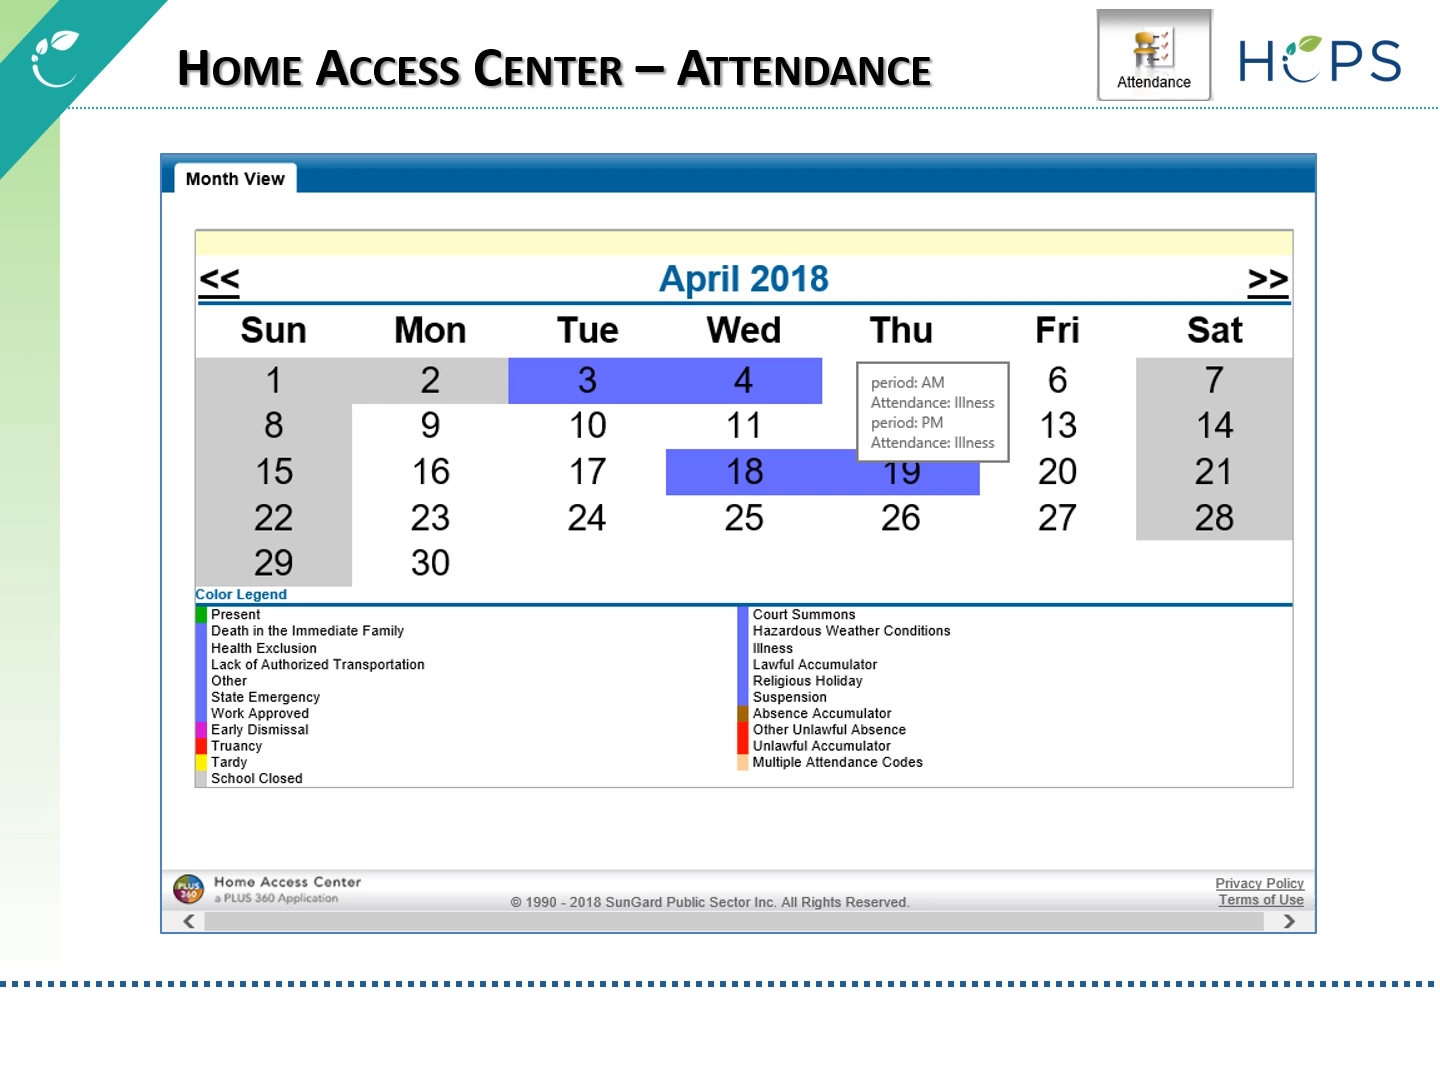 HOME ACCESS CENTER – ATTENDANCE
Attendance
HCPS
Month View
<< April 2018 >>
Sun Mon Tue Wed Thu Fri Sat
1 2 3 4 6 7
period: AM
Attendance: Illness
period: PM
Attendance: Illness
8 9 10 11 13 14
15 16 17 18 19 20 21
22 23 24 25 26 27 28
29 30
Color Legend
Present
Death in the Immediate Family
Health Exclusion
Lack of Authorized Transportation
Other
State Emergency
Work Approved
Early Dismissal
Truancy
Tardy
School Closed
Court Summons
Hazardous Weather Conditions
Illness
Lawful Accumulator
Religious Holiday
Suspension
Absence Accumulator
Other Unlawful Absence
Unlawful Accumulator
Multiple Attendance Codes
PLUS
360
Home Access Center
a PLUS 360 Application
© 1990 - 2018 SunGard Public Sector Inc. All Rights Reserved.
Privacy Policy
Terms of Use